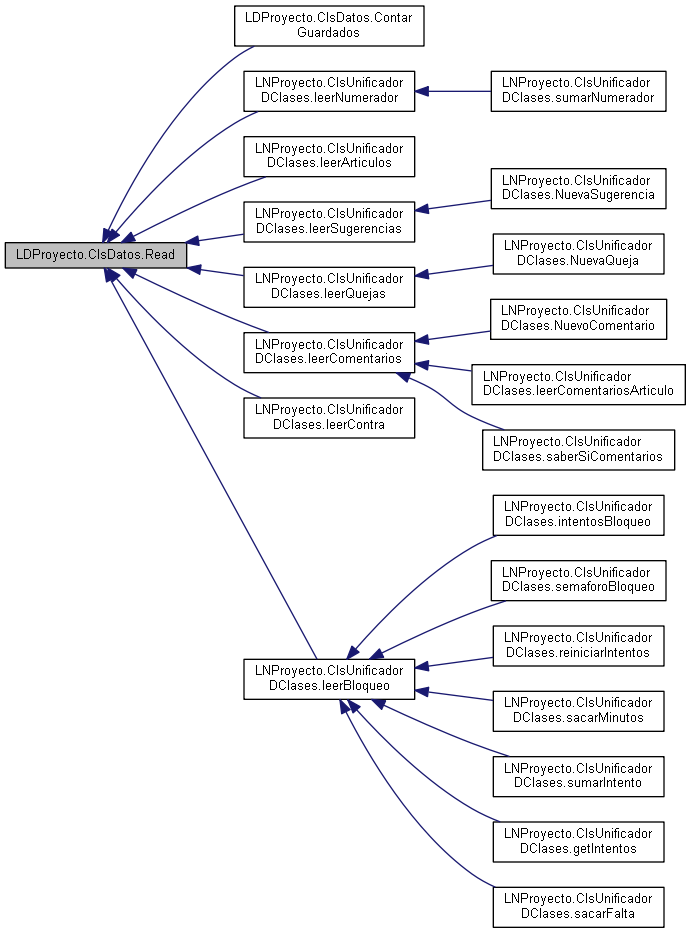 LDProyecto.ClsDatos.Contar
Guardados
LNProyecto.ClsUnificador
DClases.leerNumerador
LNProyecto.ClsUnificador
DClases.sumarNumerador
LNProyecto.ClsUnificador
DClases.leerArticulos
LNProyecto.ClsUnificador
DClases.leerSugerencias
LNProyecto.ClsUnificador
DClases.NuevaSugerencia
LDProyecto.ClsDatos.Read
LNProyecto.ClsUnificador
DClases.leerQuejas
LNProyecto.ClsUnificador
DClases.NuevaQueja
LNProyecto.ClsUnificador
DClases.leerComentarios
LNProyecto.ClsUnificador
DClases.NuevoComentario
LNProyecto.ClsUnificador
DClases.leerComentariosArticulo
LNProyecto.ClsUnificador
DClases.leerContra
LNProyecto.ClsUnificador
DClases.saberSiComentarios
LNProyecto.ClsUnificador
DClases.intentosBloqueo
LNProyecto.ClsUnificador
DClases.semaforoBloqueo
LNProyecto.ClsUnificador
DClases.reiniciarIntentos
LNProyecto.ClsUnificador
DClases.leerBloqueo
LNProyecto.ClsUnificador
DClases.sacarMinutos
LNProyecto.ClsUnificador
DClases.sumarIntento
LNProyecto.ClsUnificador
DClases.getIntentos
LNProyecto.ClsUnificador
DClases.sacarFalta